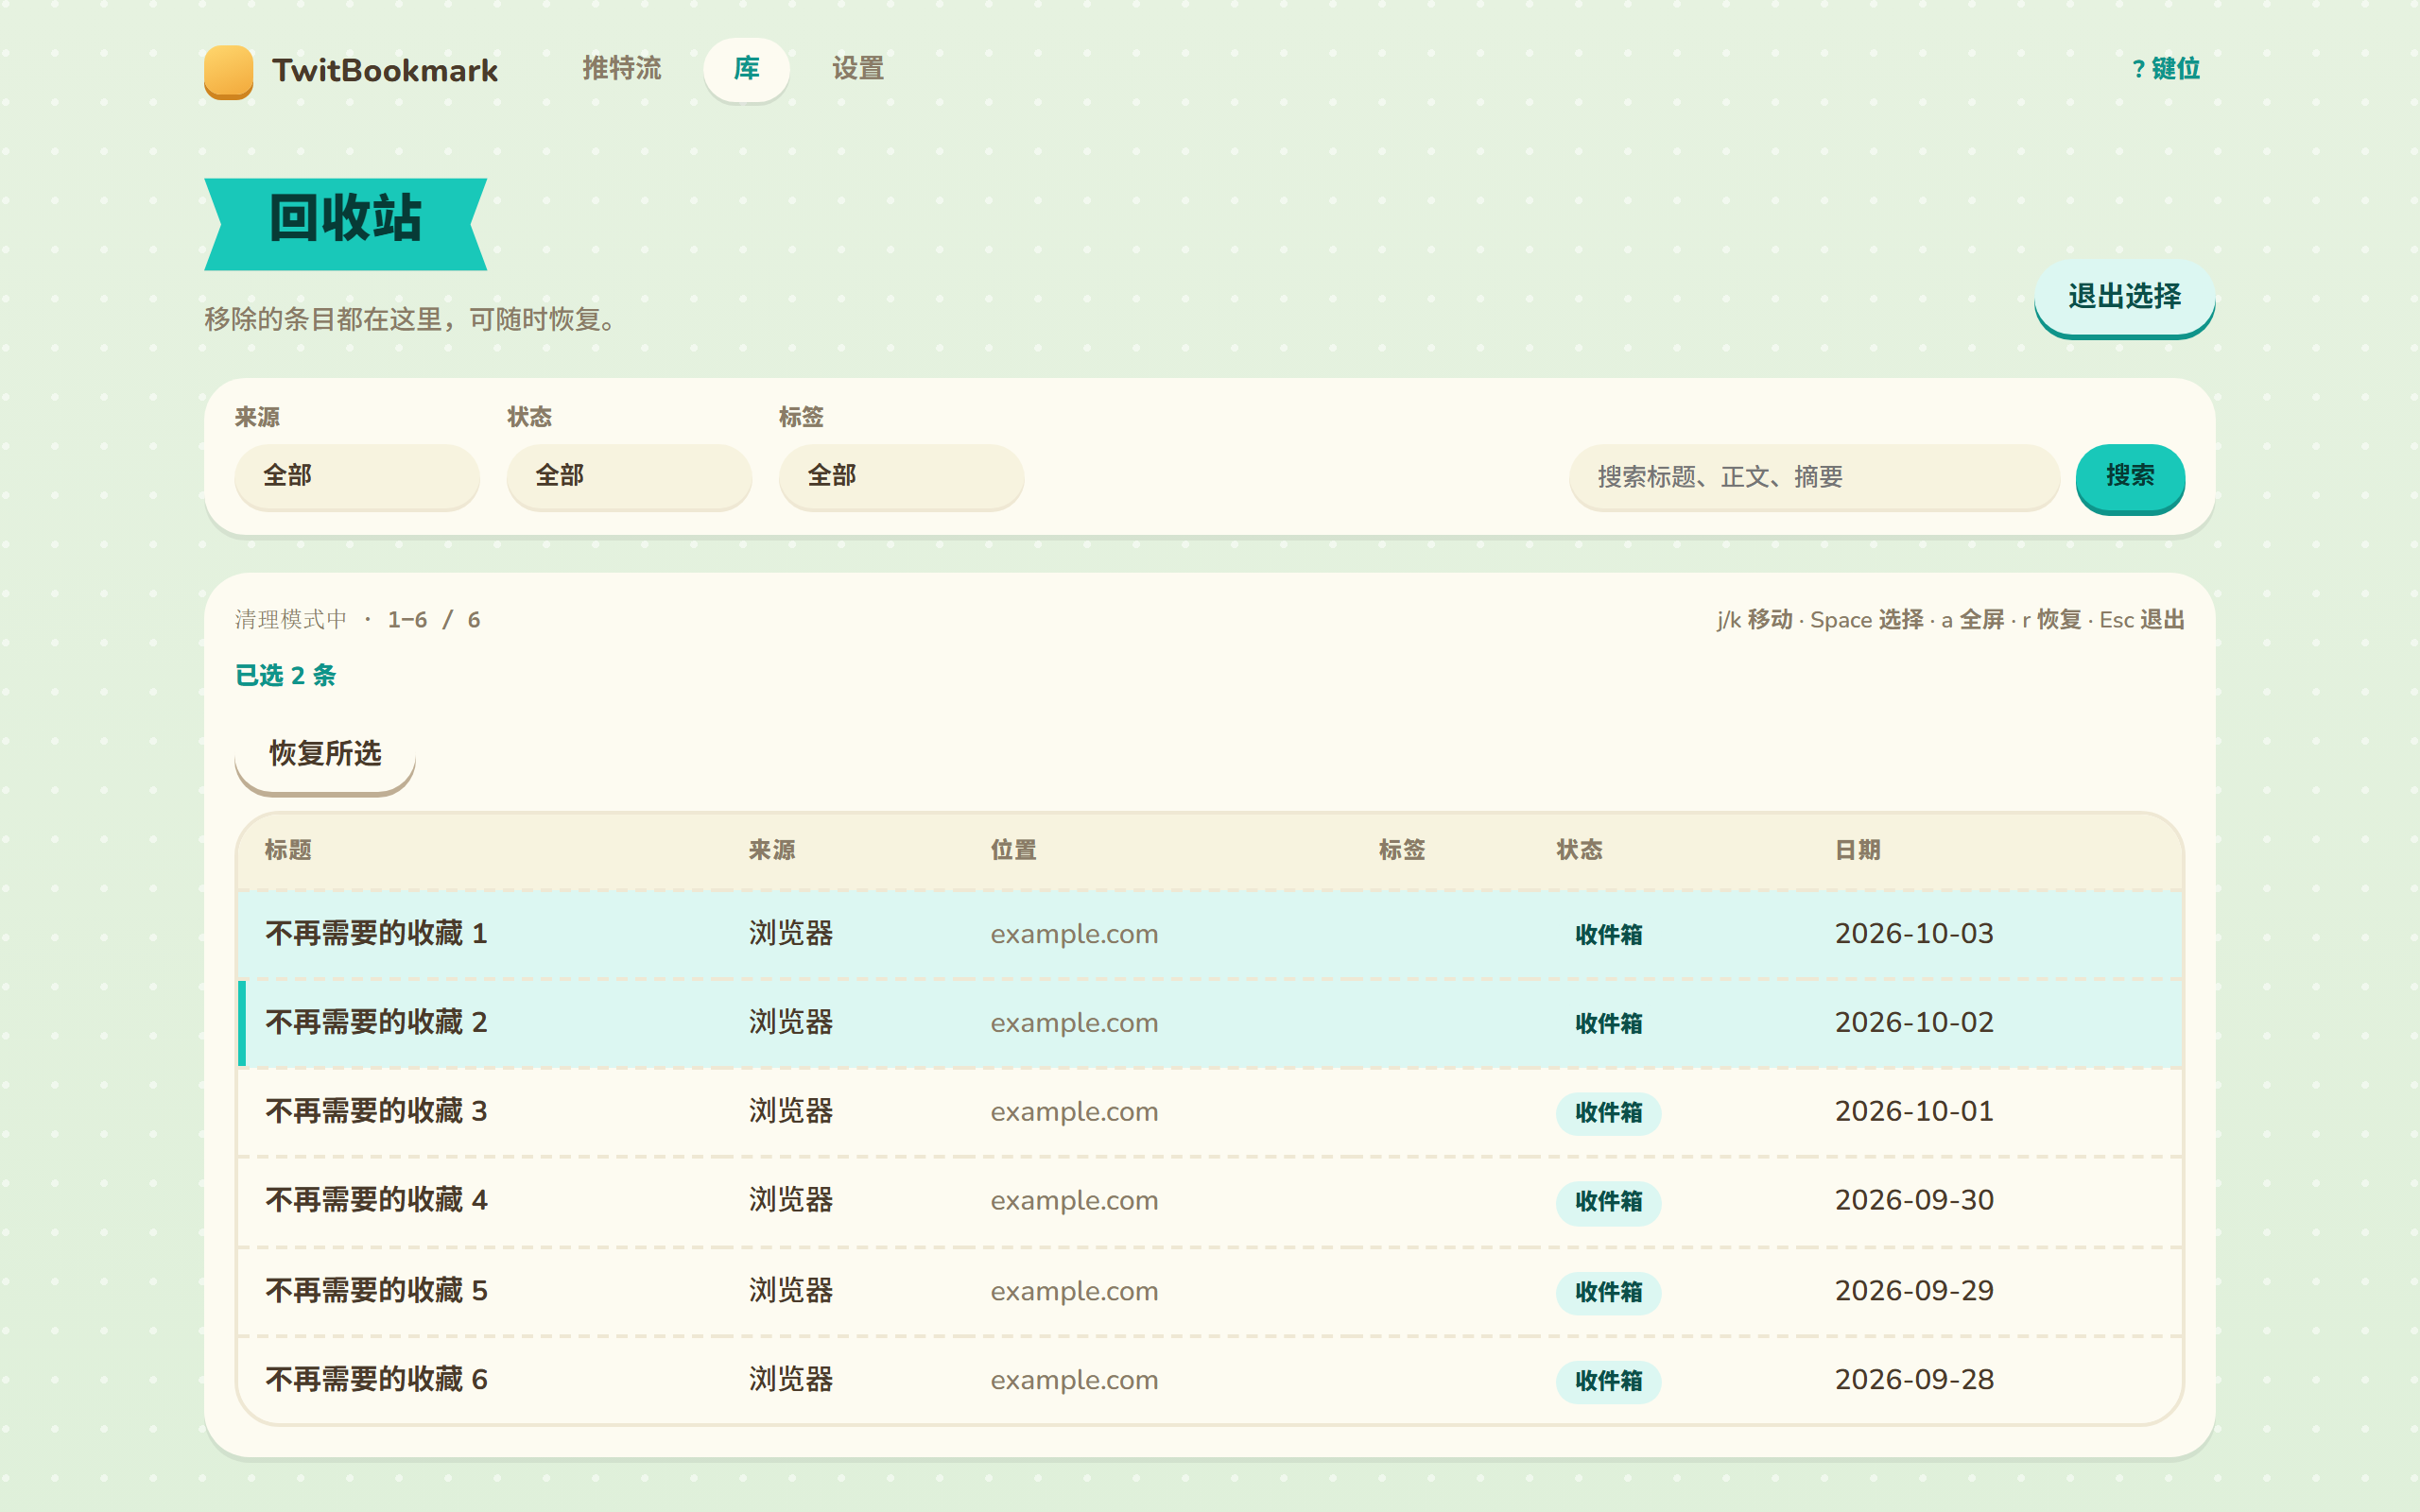 TwitBookmark 推特流 库 设置 ? 键位
回收站
移除的条目都在这里，可随时恢复。
退出选择
来源 状态 标签
全部 全部 全部 搜索标题、正文、摘要 搜索
清理模式中 · 1–6 / 6 j/k 移动 · Space 选择 · a 全屏 · r 恢复 · Esc 退出
已选 2 条
恢复所选
标题 来源 位置 标签 状态 日期
不再需要的收藏 1 浏览器 example.com 收件箱 2026-10-03
不再需要的收藏 2 浏览器 example.com 收件箱 2026-10-02
不再需要的收藏 3 浏览器 example.com 收件箱 2026-10-01
不再需要的收藏 4 浏览器 example.com 收件箱 2026-09-30
不再需要的收藏 5 浏览器 example.com 收件箱 2026-09-29
不再需要的收藏 6 浏览器 example.com 收件箱 2026-09-28